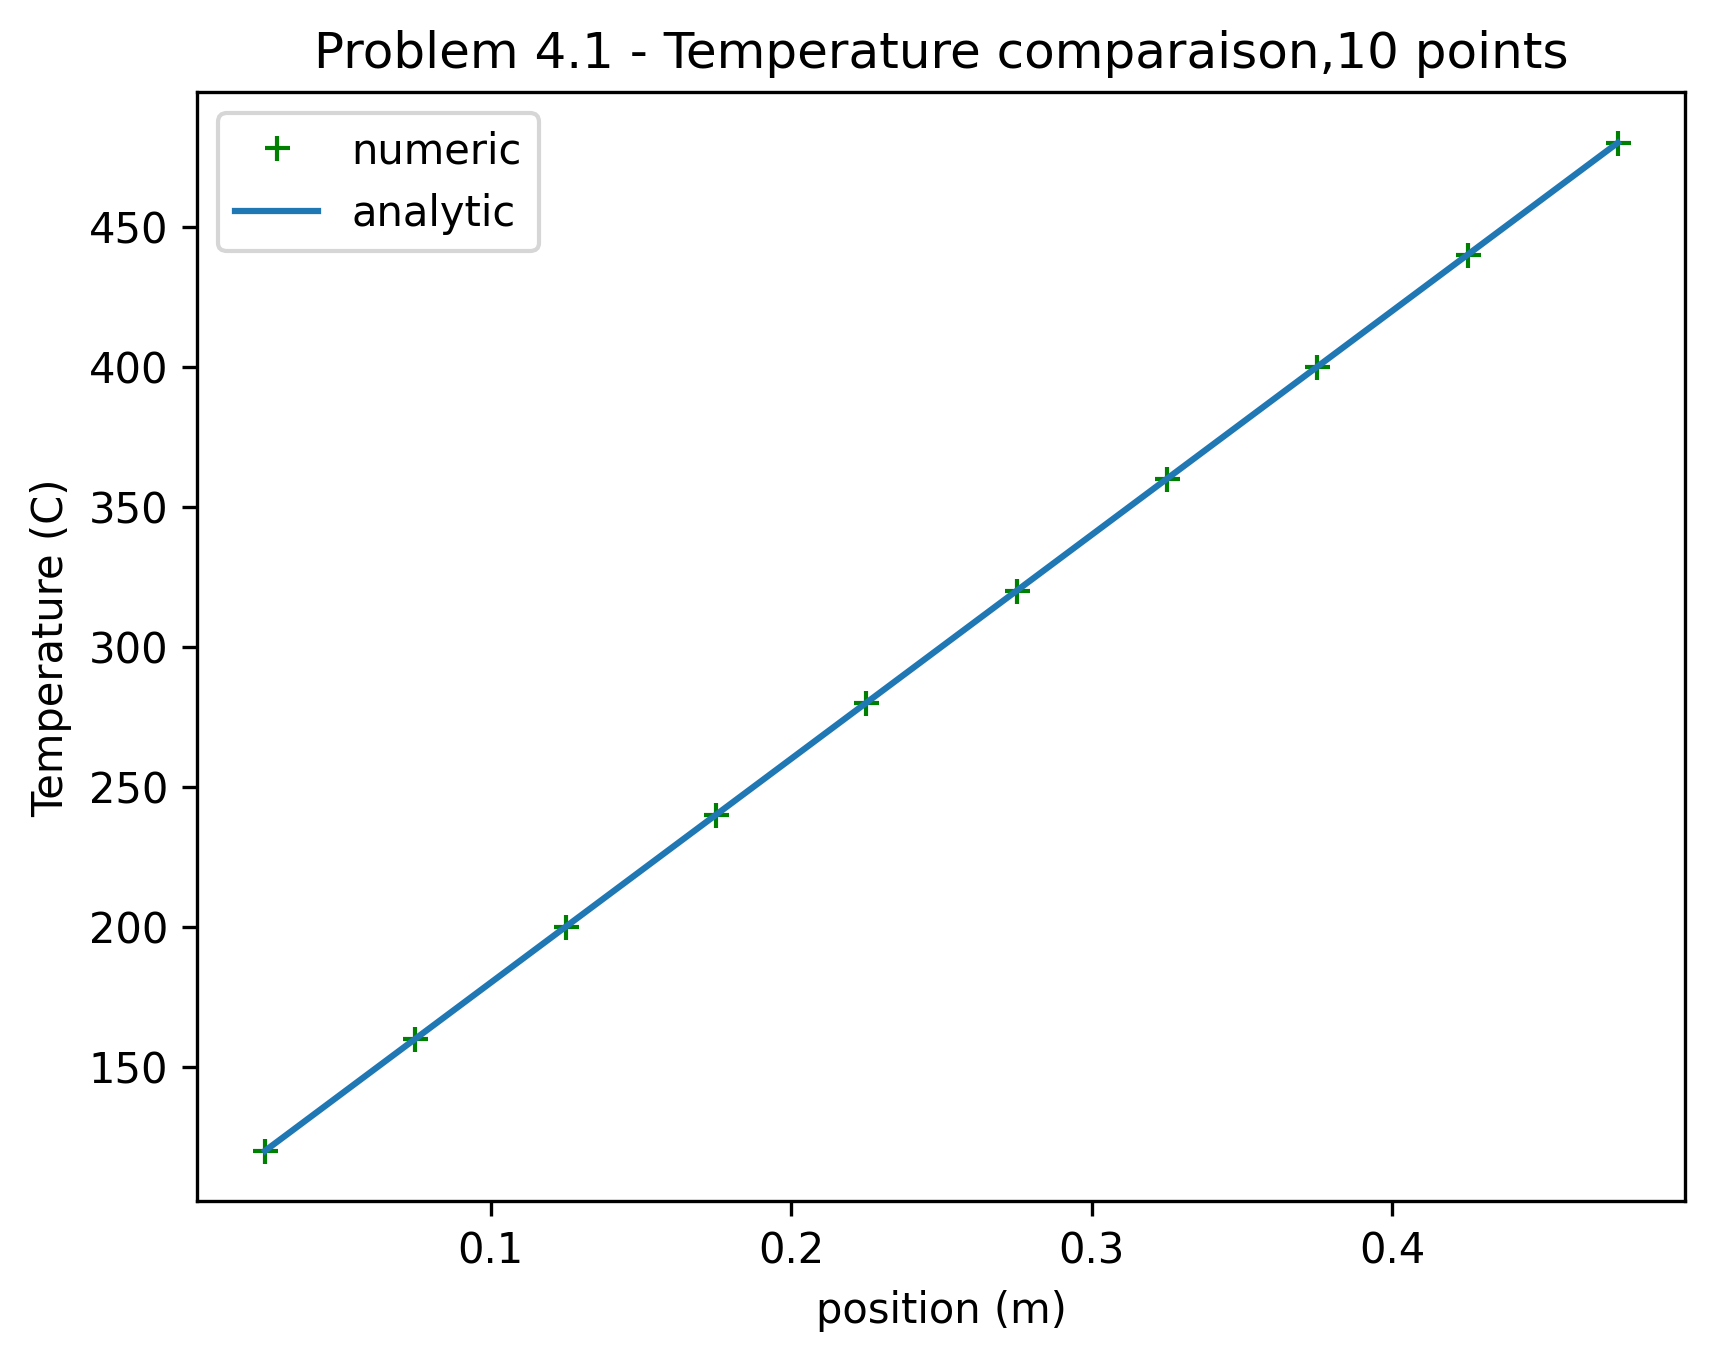 Problem 4.1 - Temperature comparaison,10 points
numeric
analytic
Temperature (C)
450
400
350
300
250
200
150
0.1 0.2 0.3 0.4
position (m)